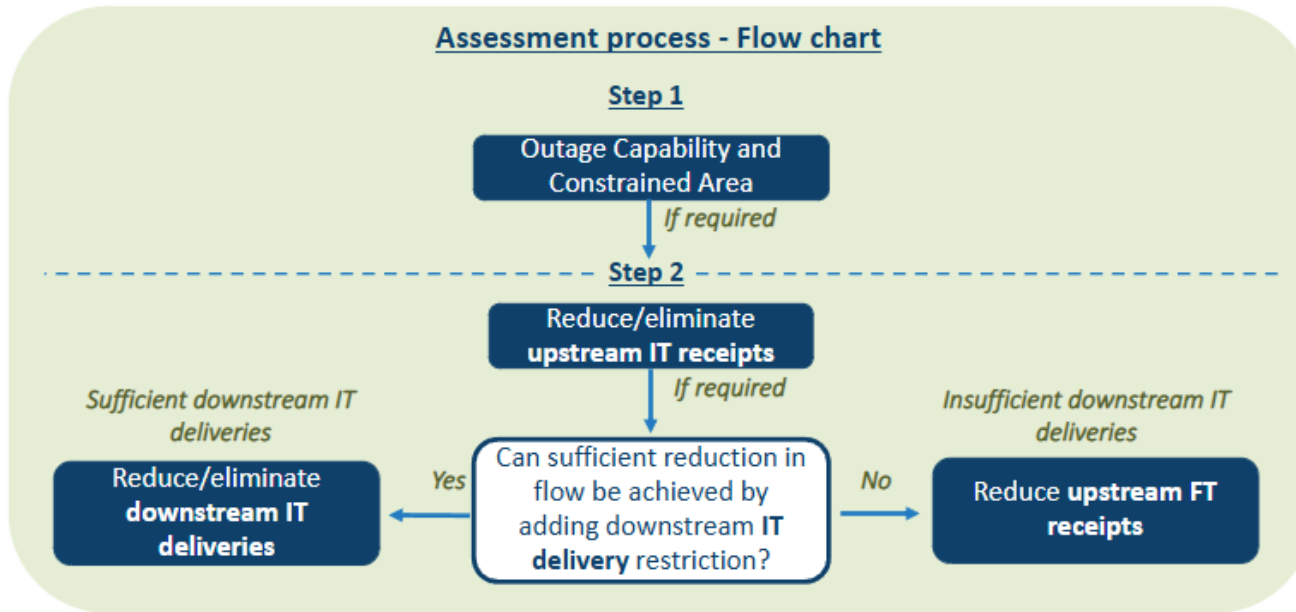 Assessment process - Flow chart
Step 1
Outage Capability and
Constrained Area
If required
Step 2
Reduce/eliminate
upstream IT receipts
If required
Sufficient downstream IT
deliveries
Reduce/eliminate
downstream IT
deliveries
Yes
Can sufficient reduction in
flow be achieved by
adding downstream IT
delivery restriction?
No
Insufficient downstream IT
deliveries
Reduce upstream FT
receipts